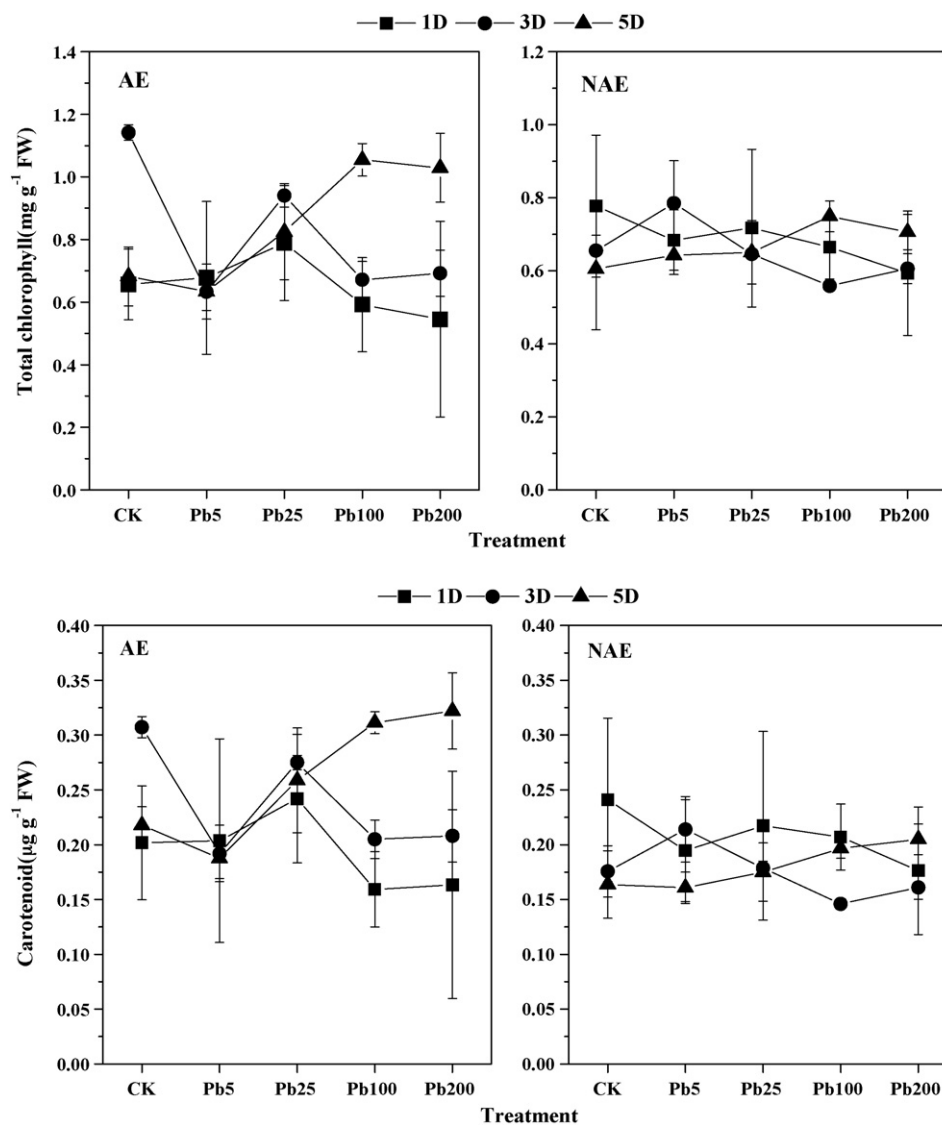 1D 3D 5D
AE
NAE
Total chlorophyll(mg g⁻¹ FW)
1.4
1.2
1.0
0.8
0.6
0.4
0.2
0.0
1.2
1.0
0.8
0.6
0.4
0.2
0.0
CK Pb5 Pb25 Pb100 Pb200
CK Pb5 Pb25 Pb100 Pb200
Treatment
1D 3D 5D
AE
NAE
Carotenoid(μg g⁻¹ FW)
0.40
0.35
0.30
0.25
0.20
0.15
0.10
0.05
0.00
0.40
0.35
0.30
0.25
0.20
0.15
0.10
0.05
0.00
CK Pb5 Pb25 Pb100 Pb200
CK Pb5 Pb25 Pb100 Pb200
Treatment